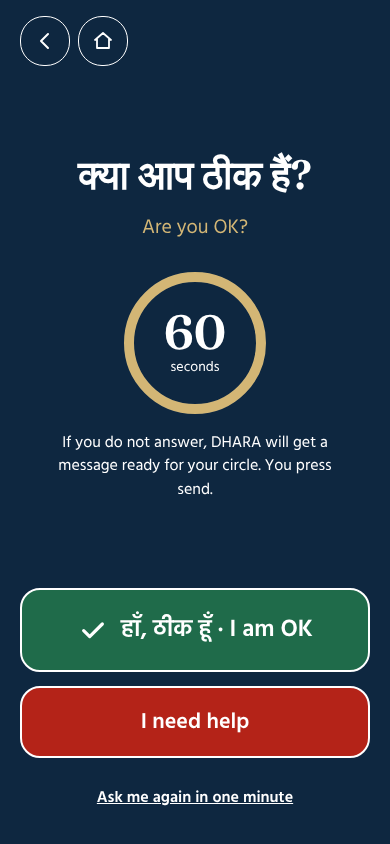 क्या आप ठीक हैं?
Are you OK?
60
seconds
If you do not answer, DHARA will get a
message ready for your circle. You press
send.
हाँ, ठीक हूँ · I am OK
I need help
Ask me again in one minute